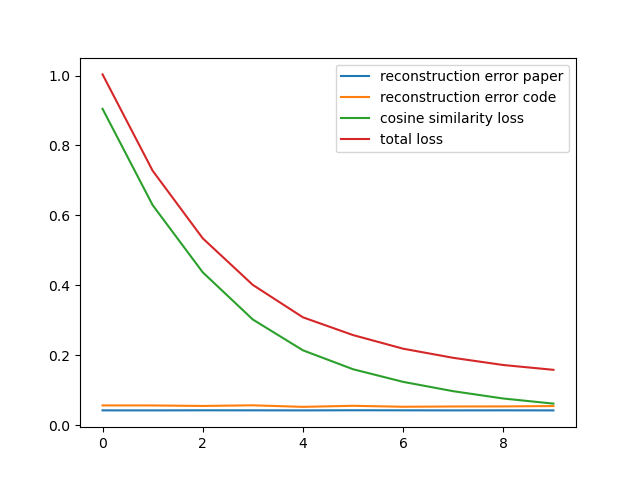 reconstruction error paper
reconstruction error code
cosine similarity loss
total loss
1.0
0.8
0.6
0.4
0.2
0.0
0 2 4 6 8